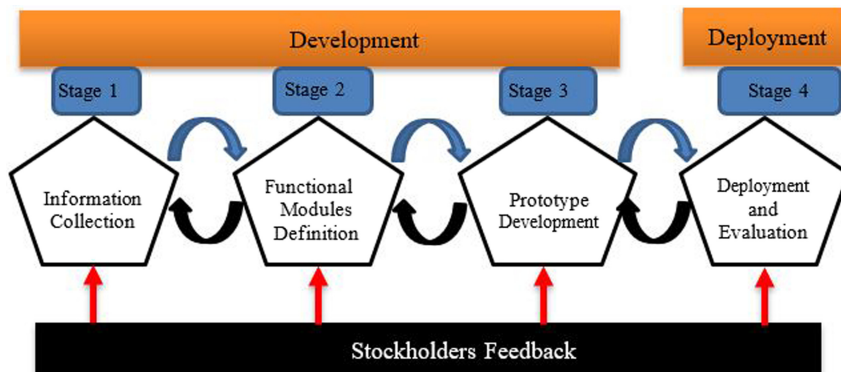 Development
Deployment
Stage 1
Stage 2
Stage 3
Stage 4
Information
Collection
Functional
Modules
Definition
Prototype
Development
Deployment
and
Evaluation
Stockholders Feedback